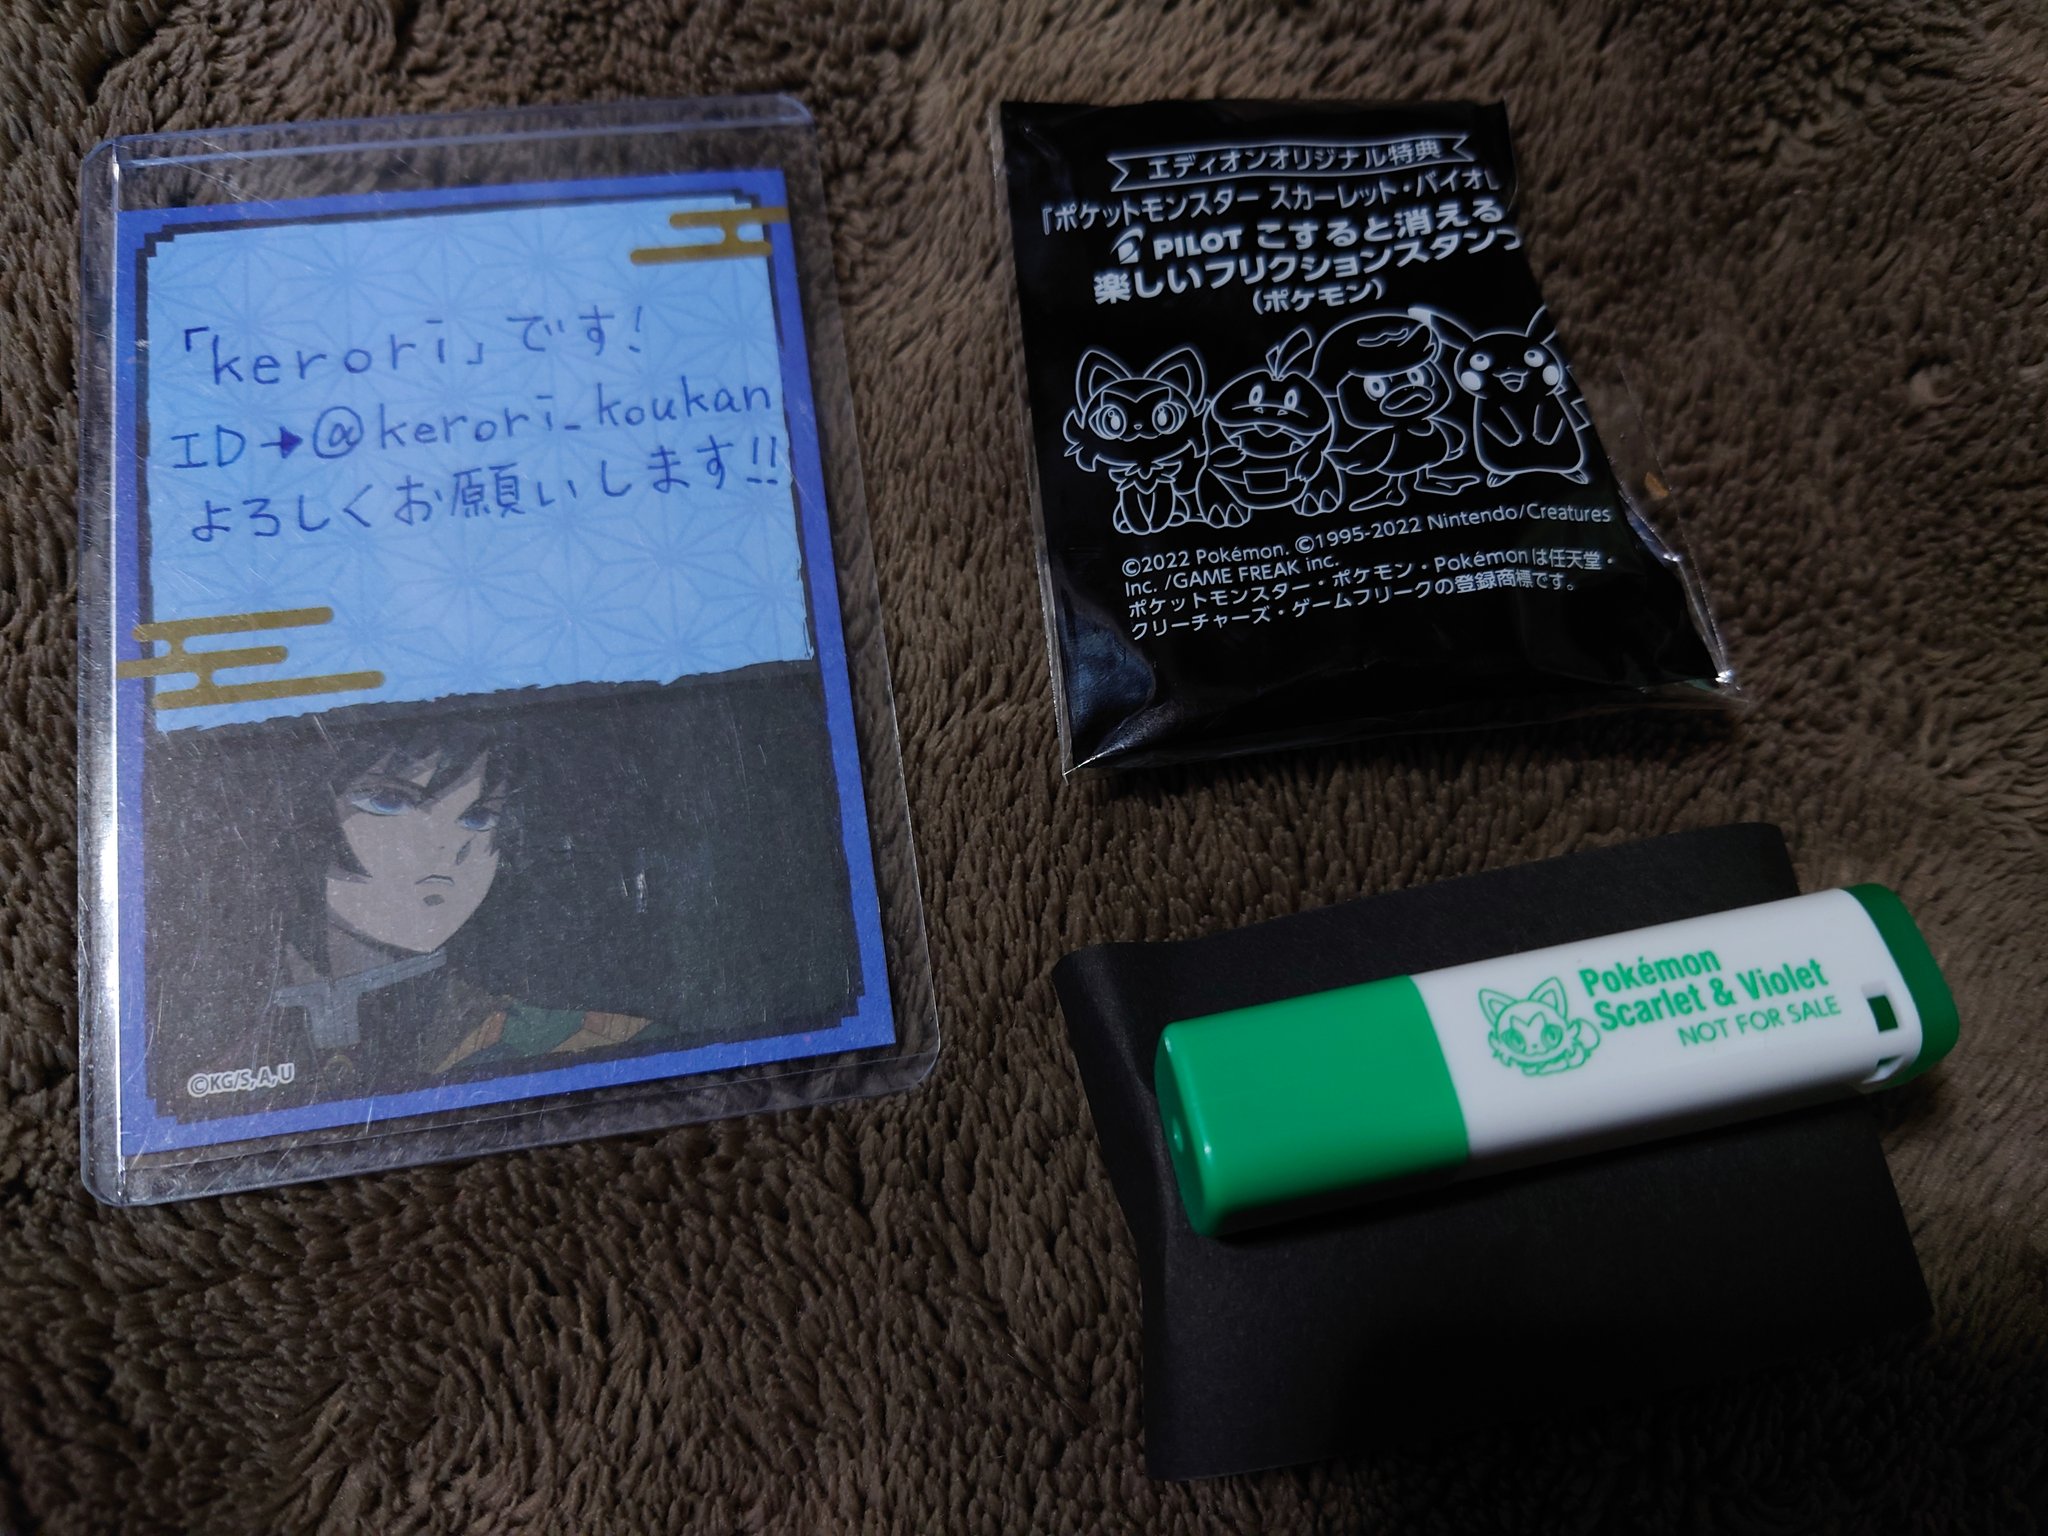 「kerori」です!
ID→@kerori_koukan
よろしくお願いします!!
©KG/S, A, U
エディオンオリジナル特典
『ポケットモンスター スカーレット・バイオレ
PILOT こすると消える
楽しいフリクションスタンプ
(ポケモン)
©2022 Pokémon. ©1995-2022 Nintendo/Creatures
Inc. /GAME FREAK inc.
ポケットモンスター・ポケモン・Pokémonは任天堂・
クリーチャーズ・ゲームフリークの登録商標です。
Pokémon
Scarlet & Violet
NOT FOR SALE